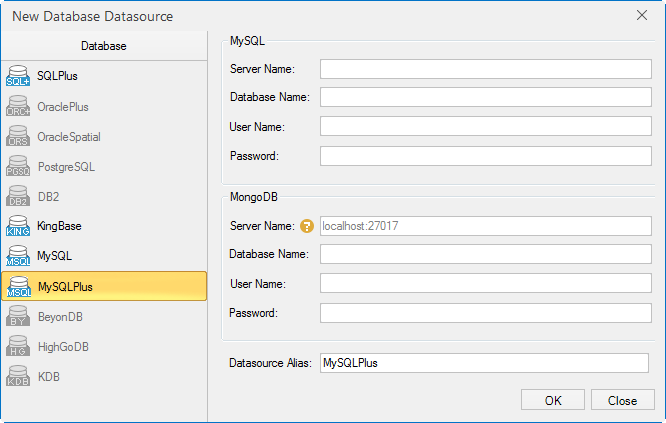 New Database Datasource
Database
SQL+ SQLPlus
ORC+ OraclePlus
ORS OracleSpatial
PGSQ PostgreSQL
DB2 DB2
KING KingBase
MSQL MySQL
MSQL MySQLPlus
BY BeyonDB
HG HighGoDB
KDB KDB
MySQL
Server Name:
Database Name:
User Name:
Password:
MongoDB
Server Name: ? localhost:27017
Database Name:
User Name:
Password:
Datasource Alias: MySQLPlus
OK Close